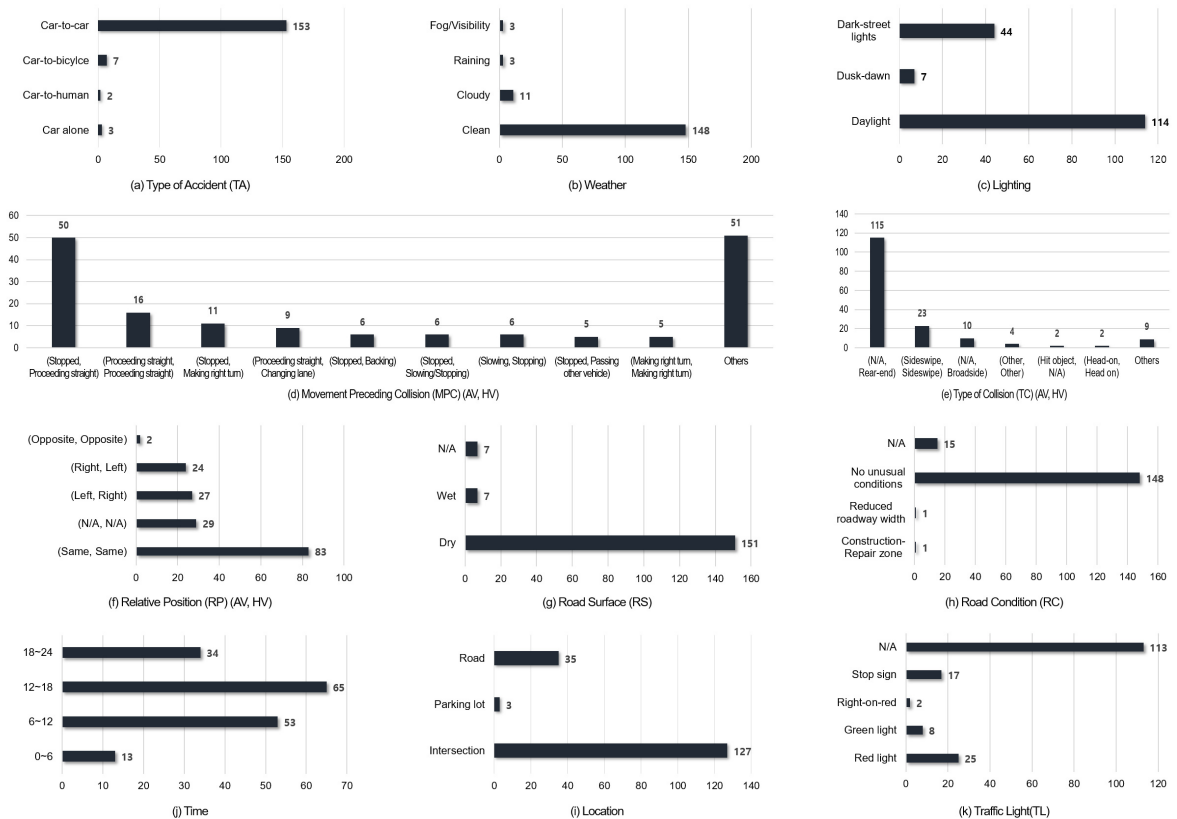 Car-to-car
153
Car-to-bicylce
7
Car-to-human
2
Car alone
3
0 50 100 150 200
(a) Type of Accident (TA)
Fog/Visibility
3
Raining
3
Cloudy
11
Clean
148
0 50 100 150 200
(b) Weather
Dark-street
lights
44
Dusk-dawn
7
Daylight
114
0 20 40 60 80 100 120
(c) Lighting
60
50
40
30
20
10
0
50
16
11
9
6
6
6
5
5
51
(Stopped,
Proceeding straight)
(Proceeding straight,
Proceeding straight)
(Stopped,
Making right turn)
(Proceeding straight,
Changing lane)
(Stopped, Backing)
(Stopped,
Slowing/Stopping)
(Slowing, Stopping)
(Stopped, Passing
other vehicle)
(Making right turn,
Making right turn)
Others
(d) Movement Preceding Collision (MPC) (AV, HV)
140
120
100
80
60
40
20
0
115
23
10
4
2
2
9
(N/A,
Rear-end)
(Sideswipe,
Sideswipe)
(N/A,
Broadside)
(Other,
Other)
(Hit object,
N/A)
(Head-on,
Head on)
Others
(e) Type of Collision (TC) (AV, HV)
(Opposite, Opposite)
2
(Right, Left)
24
(Left, Right)
27
(N/A, N/A)
29
(Same, Same)
83
0 20 40 60 80 100
(f) Relative Position (RP) (AV, HV)
N/A
7
Wet
7
Dry
151
0 20 40 60 80 100 120 140 160
(g) Road Surface (RS)
N/A
15
No unusual
conditions
148
Reduced
roadway width
1
Construction-
Repair zone
1
0 20 40 60 80 100 120 140 160
(h) Road Condition (RC)
18~24
34
12~18
65
6~12
53
0~6
13
0 10 20 30 40 50 60 70
(j) Time
Road
35
Parking lot
3
Intersection
127
0 20 40 60 80 100 120 140
(i) Location
N/A
113
Stop sign
17
Right-on-red
2
Green light
8
Red light
25
0 20 40 60 80 100 120
(k) Traffic Light(TL)